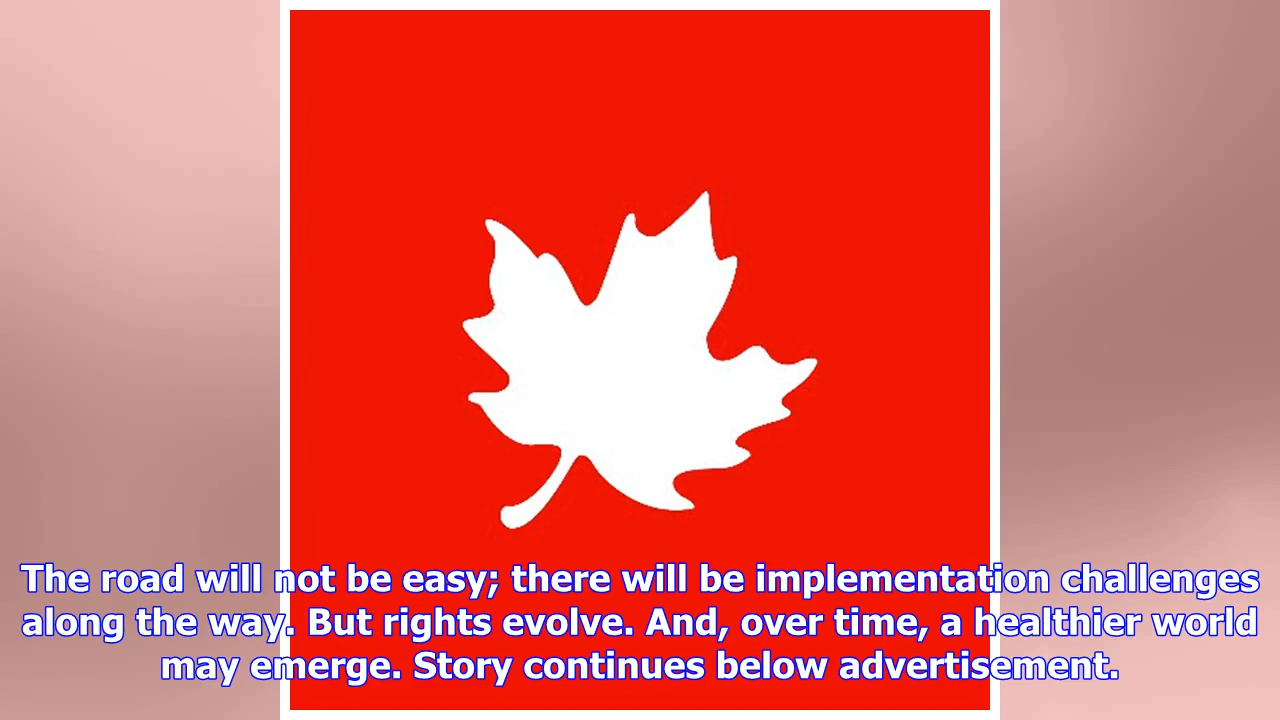 The road will not be easy; there will be implementation challenges
along the way. But rights evolve. And, over time, a healthier world
may emerge. Story continues below advertisement.